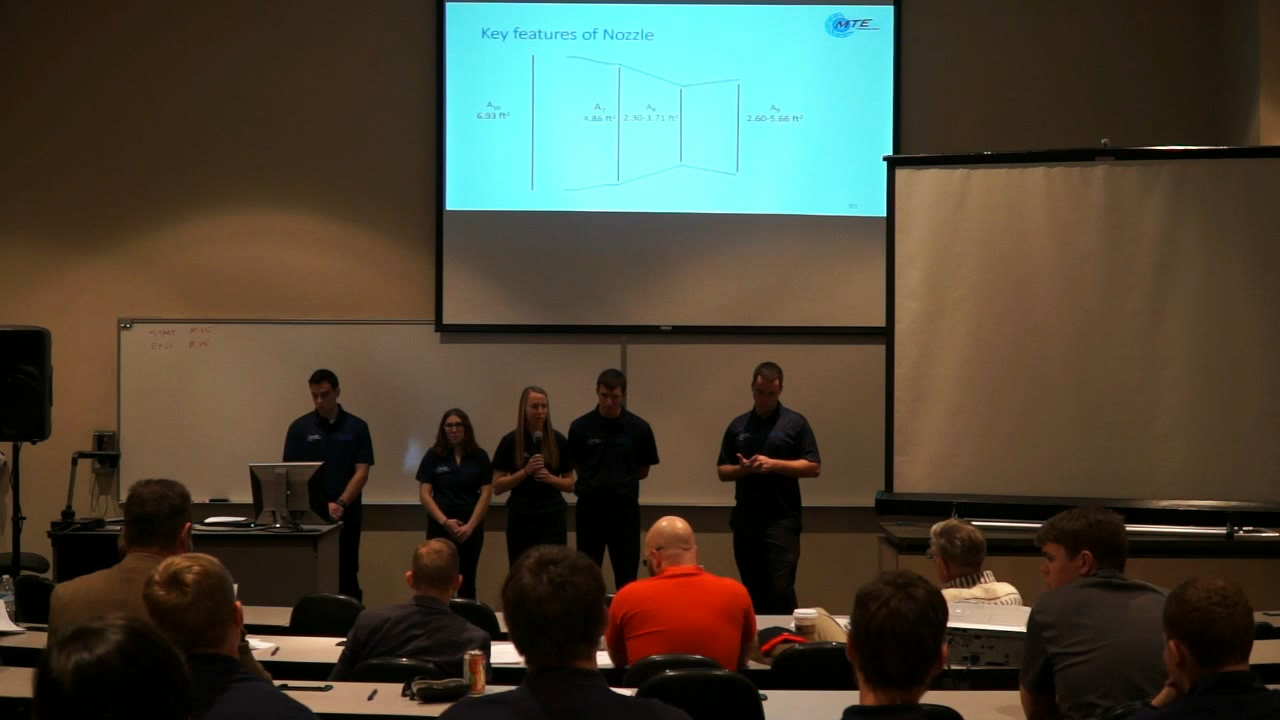 Key features of Nozzle
MTE
A₁₀
6.93 ft²
A₇
4.86 ft²
A₈
2.30-3.71 ft²
A₉
2.60-5.66 ft²
START